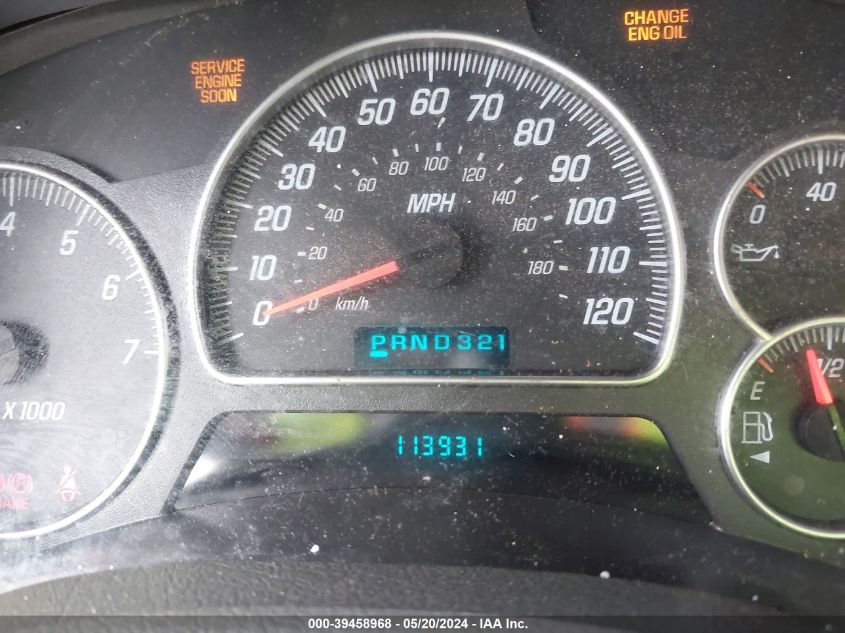 CHANGE
ENG OIL
SERVICE
ENGINE
SOON
0 10 20 30 40 50 60 70 80 90 100 110 120
MPH
0 20 40 60 80 100 120 140 160 180
km/h
4 5 6 7
X 1000
0 40
PRND321
E 1/2
113931
000-39458968 - 05/20/2024 - IAA Inc.